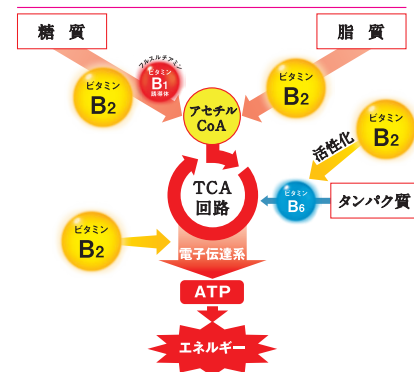 糖 質
脂 質
フルスルチアミン
ビタミン
B1
誘導体
ビタミン
B2
ビタミン
B2
アセチル
CoA
活性化
ビタミン
B2
TCA
回路
ビタミン
B6
タンパク質
ビタミン
B2
電子伝達系
ATP
エネルギー